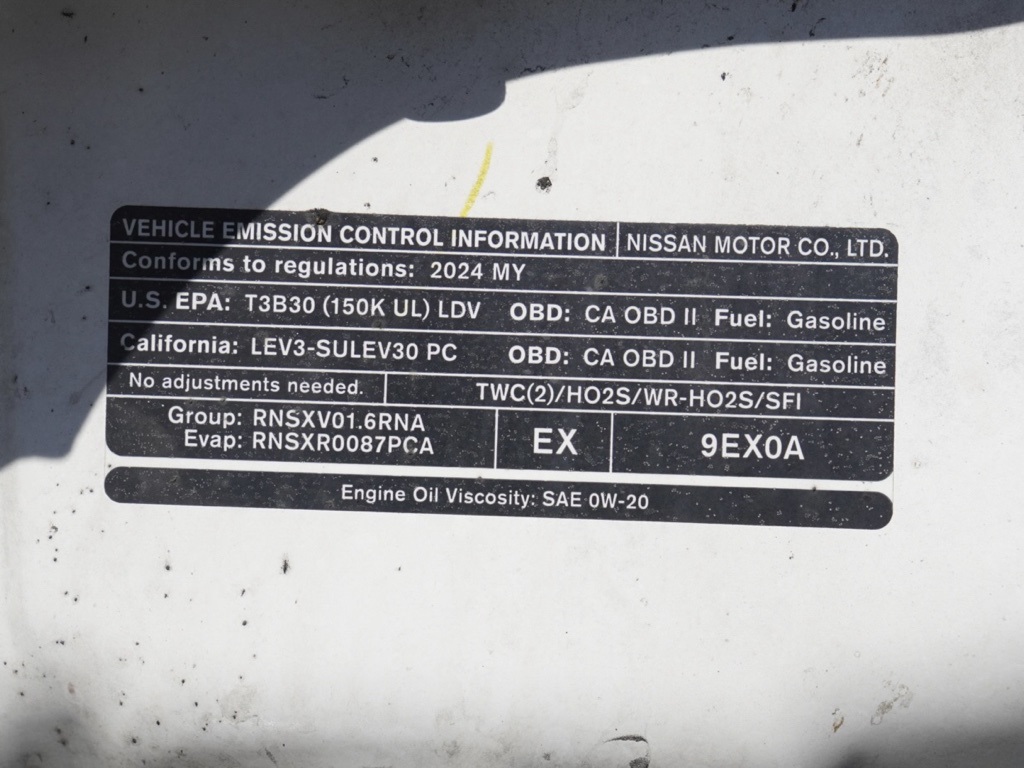 VEHICLE EMISSION CONTROL INFORMATION NISSAN MOTOR CO., LTD.
Conforms to regulations: 2024 MY
U.S. EPA: T3B30 (150K UL) LDV OBD: CA OBD II Fuel: Gasoline
California: LEV3-SULEV30 PC OBD: CA OBD II Fuel: Gasoline
No adjustments needed. TWC(2)/HO2S/WR-HO2S/SFI
Group: RNSXV01.6RNA
Evap: RNSXR0087PCA
EX 9EX0A
Engine Oil Viscosity: SAE 0W-20